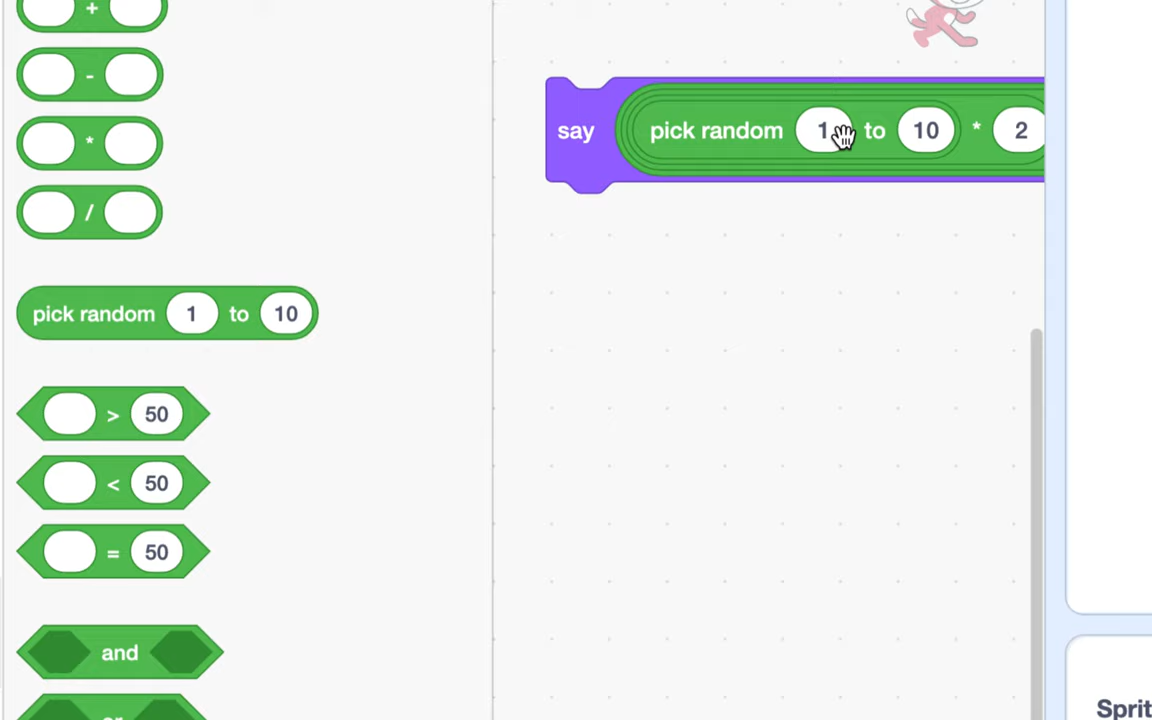 +
-
*
/
pick random 1 to 10
> 50
< 50
= 50
and
say pick random 1 to 10 * 2
Sprit